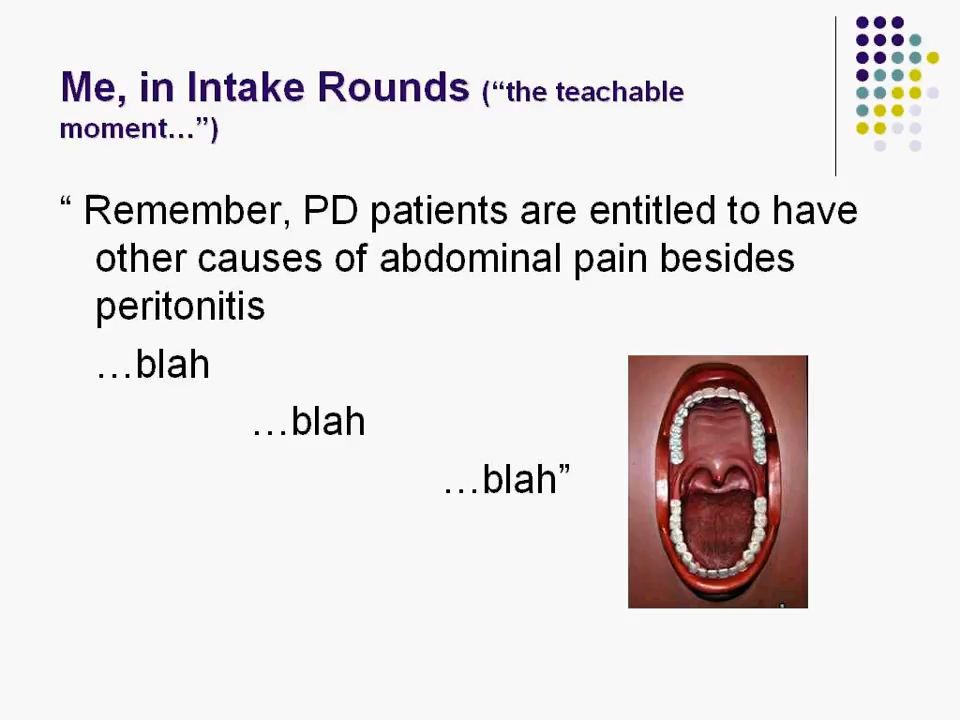 Me, in Intake Rounds (“the teachable
moment…”)
“ Remember, PD patients are entitled to have
other causes of abdominal pain besides
peritonitis
…blah
…blah
…blah”